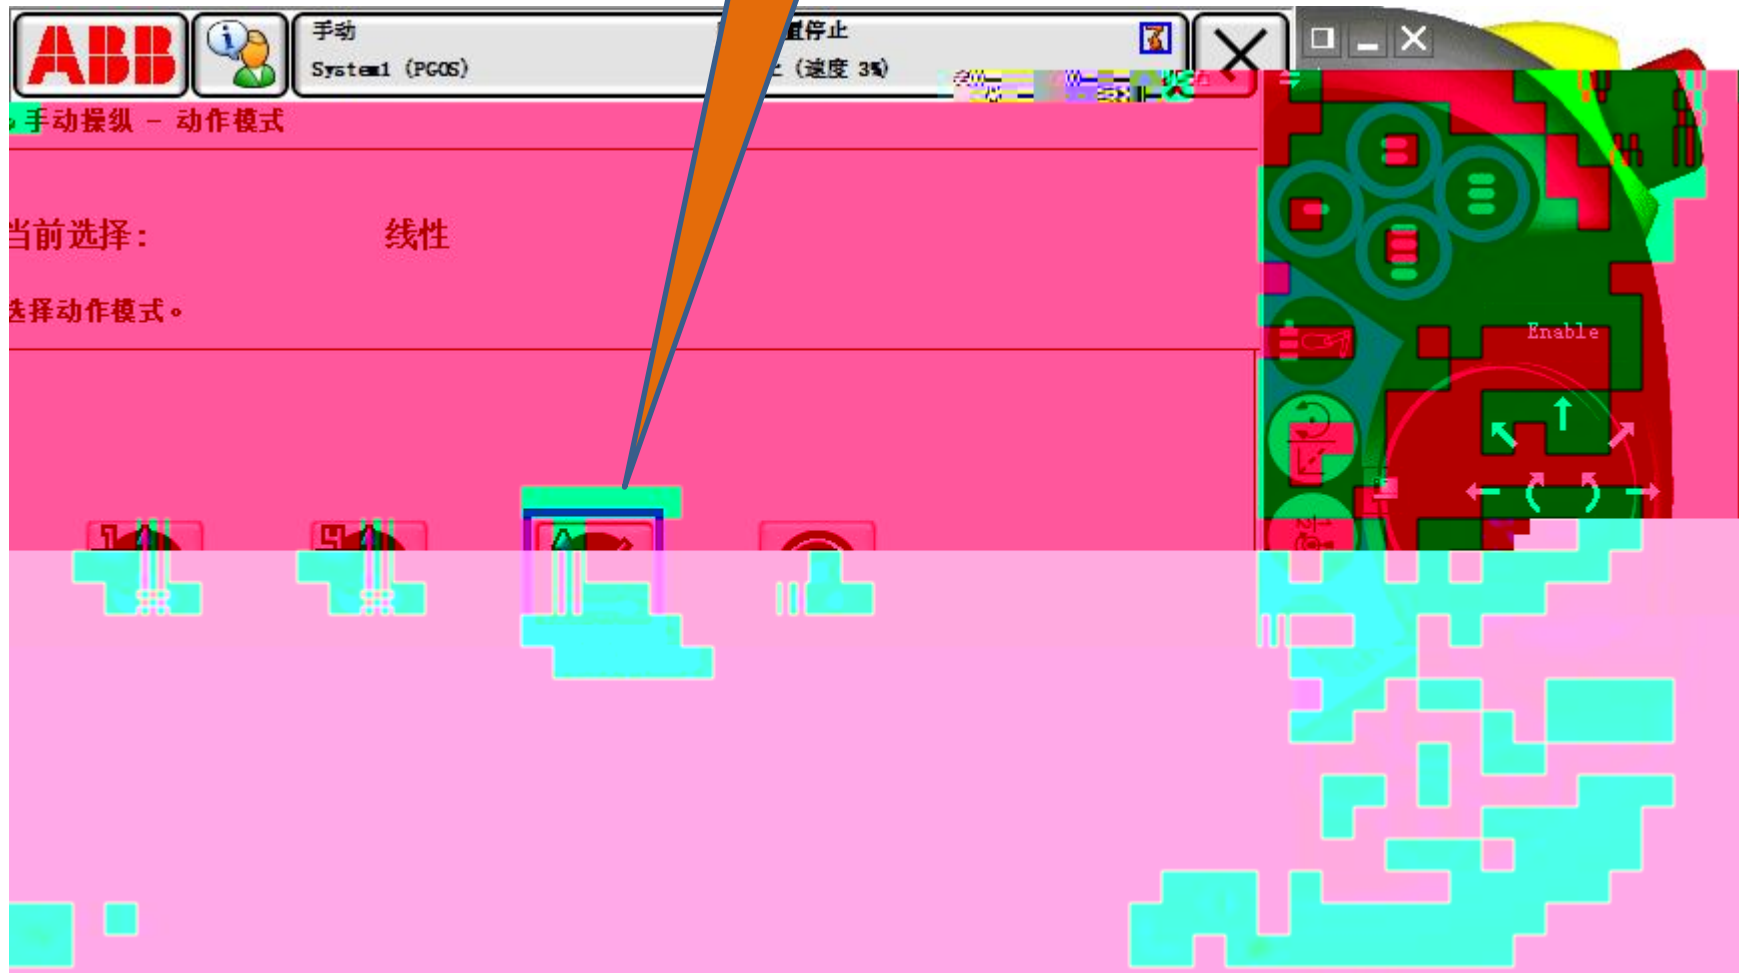 ABB
手动
System1 (PGOS)
置停止
(速度 3%)
手动操纵 - 动作模式
当前选择: 线性
选择动作模式。
Enable